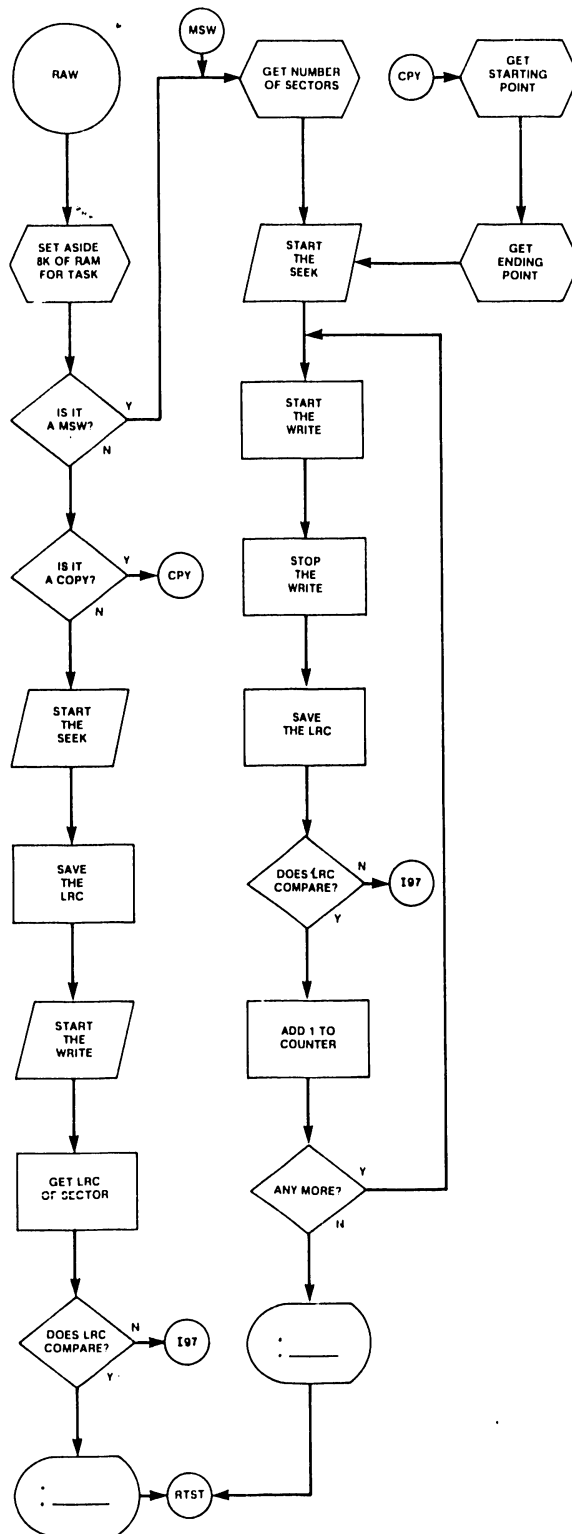 RAW
SET ASIDE
8K OF RAM
FOR TASK
IS IT
A MSW?
Y
N
IS IT
A COPY?
Y
N
CPY
START
THE
SEEK
SAVE
THE
LRC
START
THE
WRITE
GET LRC
OF SECTOR
DOES LRC
COMPARE?
N
Y
I97
:
RTST
MSW
GET NUMBER
OF SECTORS
START
THE
SEEK
START
THE
WRITE
STOP
THE
WRITE
SAVE
THE LRC
DOES LRC
COMPARE?
N
Y
I97
ADD 1 TO
COUNTER
ANY MORE?
Y
N
:
CPY
GET
STARTING
POINT
GET
ENDING
POINT